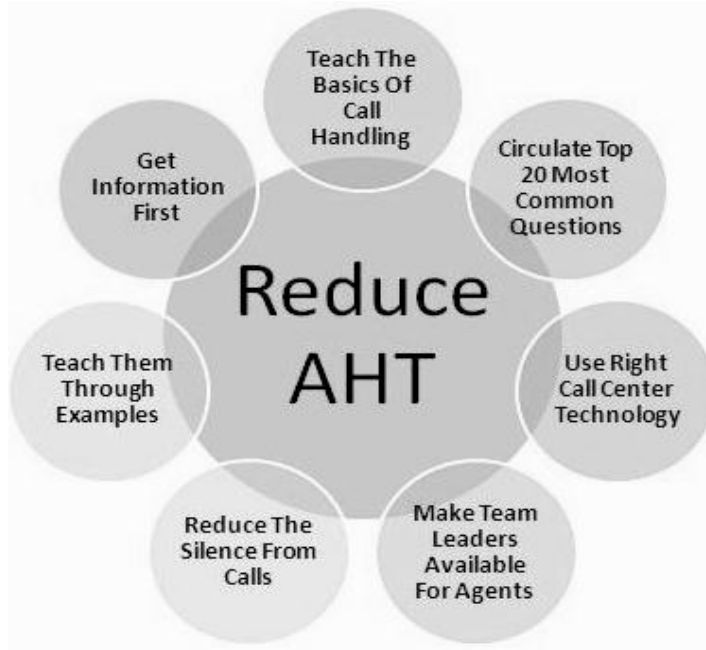 Teach The
Basics Of
Call
Handling
Circulate Top
20 Most
Common
Questions
Use Right
Call Center
Technology
Make Team
Leaders
Available
For Agents
Reduce The
Silence From
Calls
Teach Them
Through
Examples
Get
Information
First
Reduce
AHT